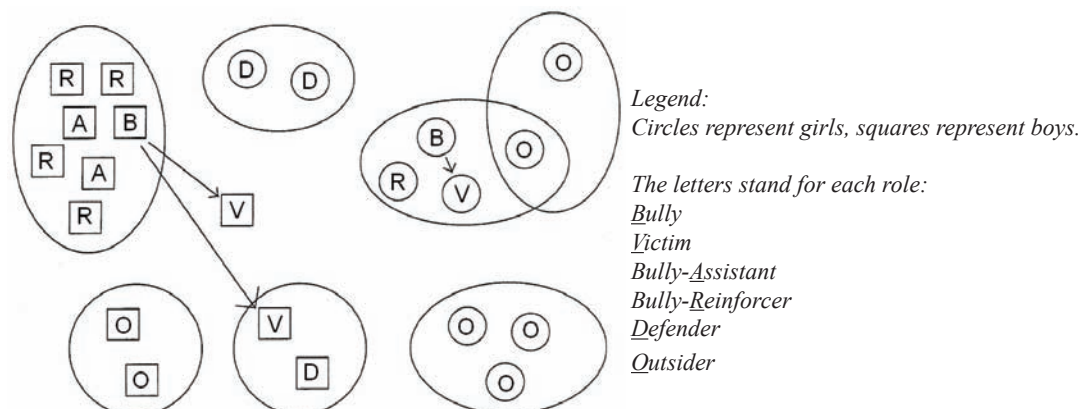 R R
A B
R A
R
V
D D
O
B O
R V
O
O
V
D
O O
O
Legend:
Circles represent girls, squares represent boys.
The letters stand for each role:
Bully
Victim
Bully-Assistant
Bully-Reinforcer
Defender
Outsider